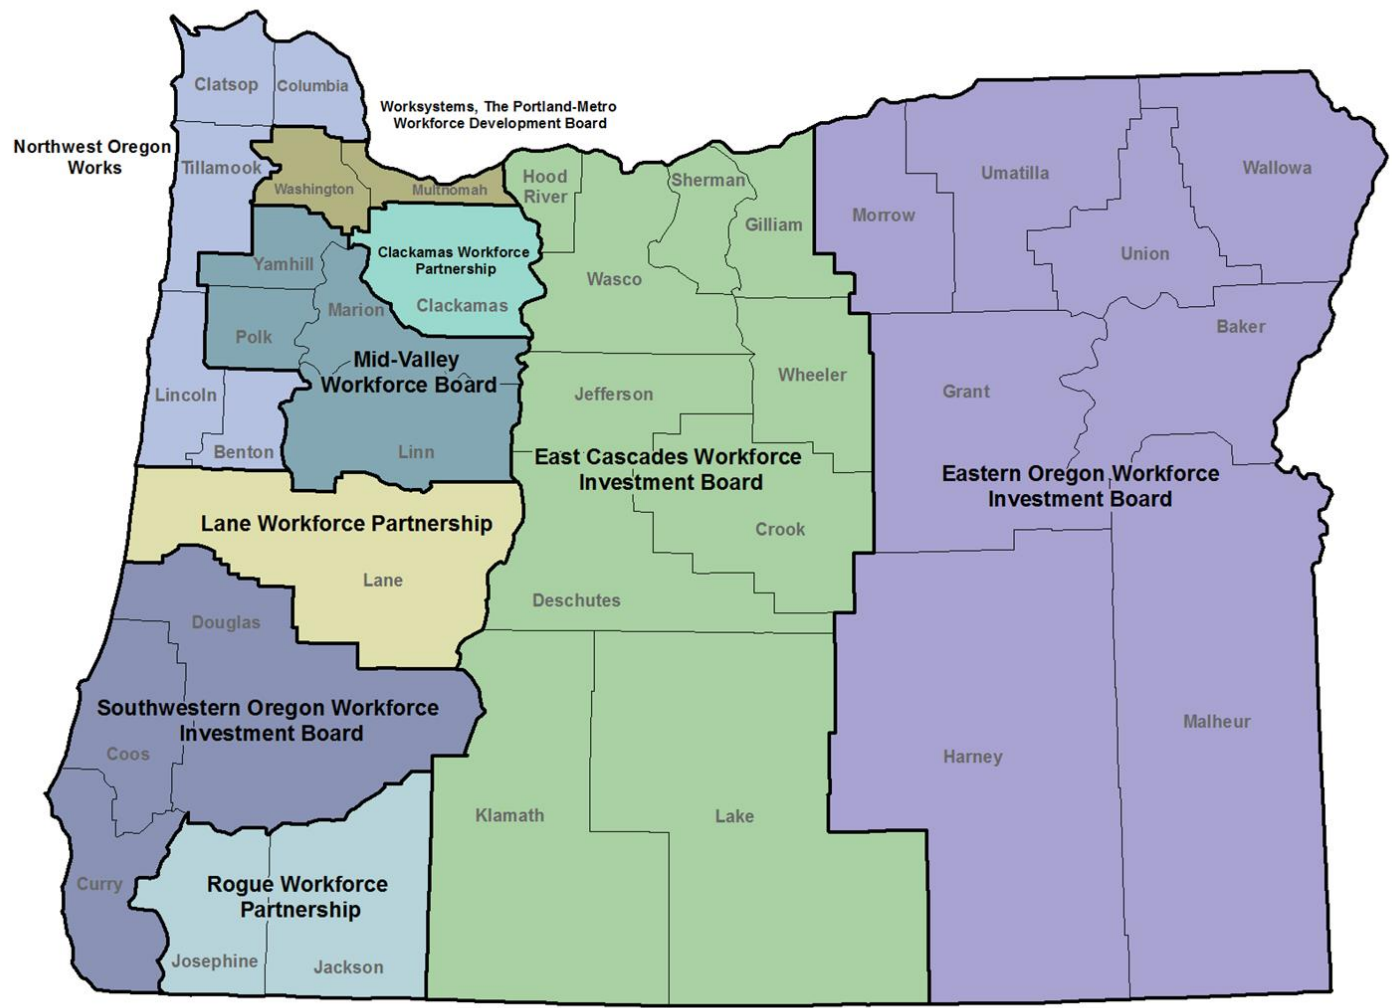 Clatsop
Columbia
Worksystems, The Portland-Metro
Workforce Development Board
Northwest Oregon
Works
Tillamook
Washington
Multnomah
Hood
River
Sherman
Gilliam
Morrow
Umatilla
Wallowa
Union
Clackamas Workforce
Partnership
Clackamas
Yamhill
Marion
Polk
Wasco
Baker
Mid-Valley
Workforce Board
Lincoln
Benton
Linn
Jefferson
Wheeler
Grant
East Cascades Workforce
Investment Board
Eastern Oregon Workforce
Investment Board
Lane Workforce Partnership
Lane
Crook
Deschutes
Douglas
Southwestern Oregon Workforce
Investment Board
Coos
Malheur
Harney
Klamath
Lake
Curry
Rogue Workforce
Partnership
Josephine
Jackson